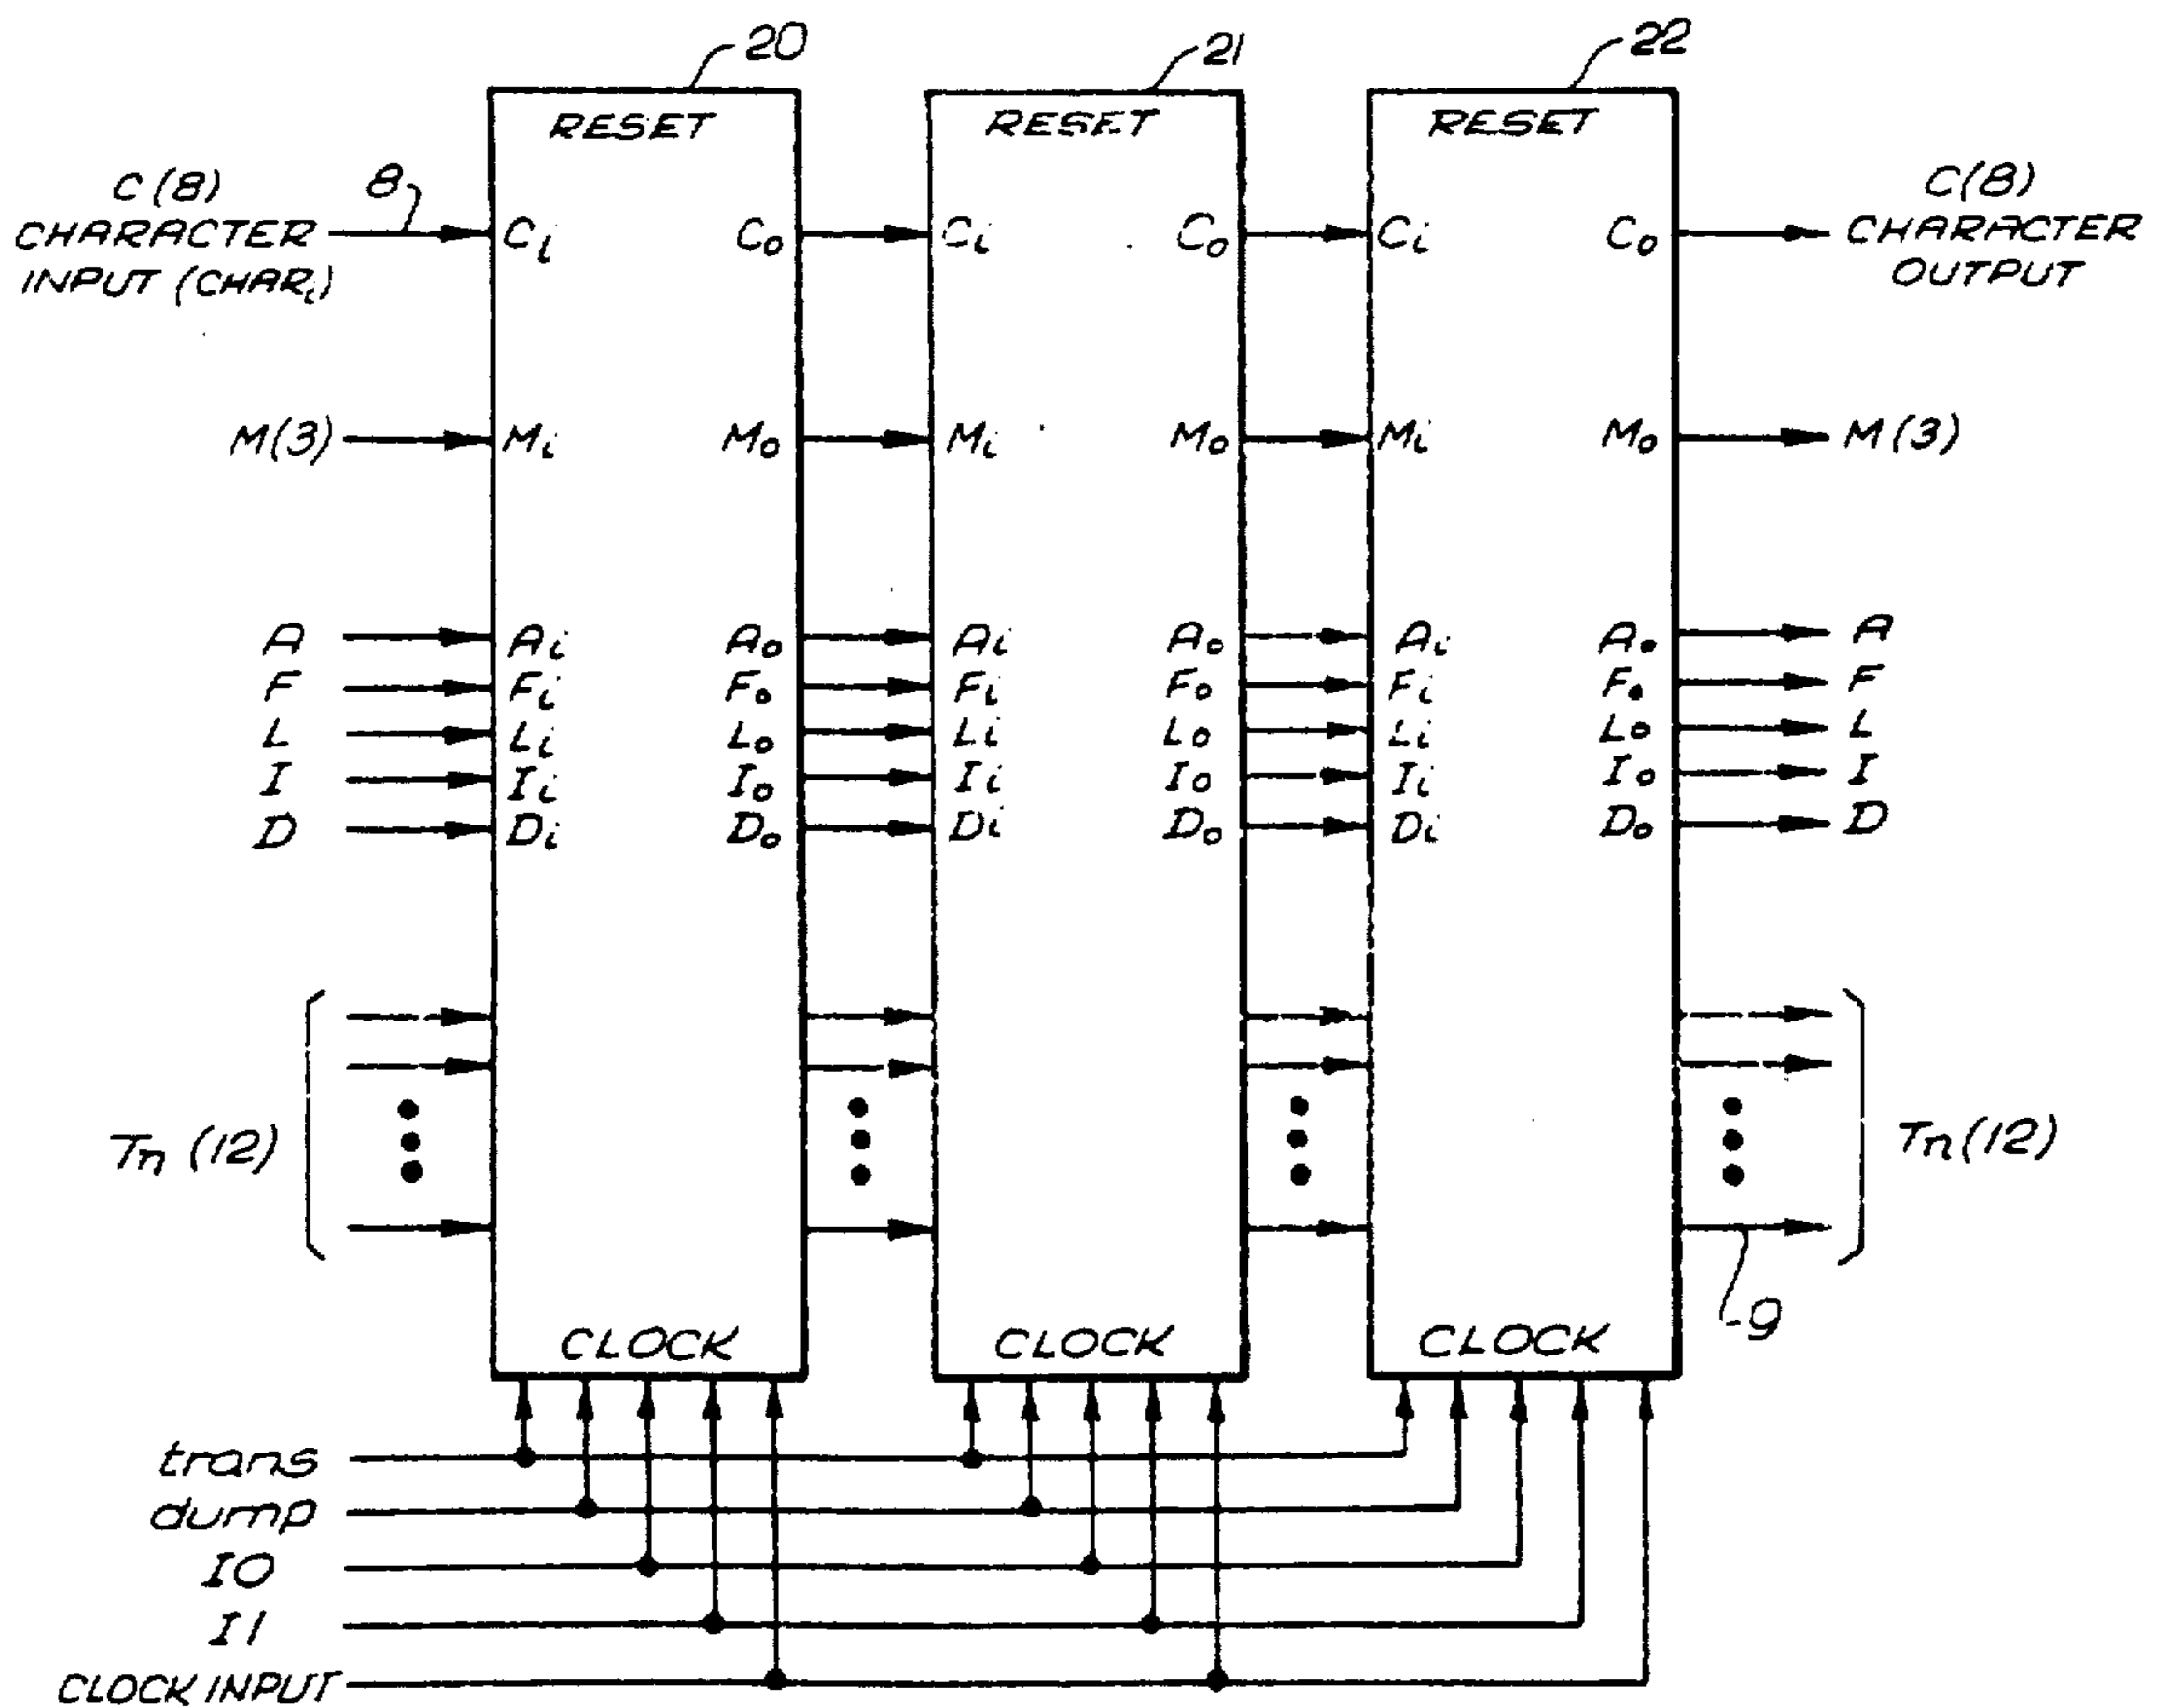 20
21
22
RESET
RESET
RESET
C (8)
CHARACTER
INPUT (CHARi)
8
Ci
Co
Ci
Co
Ci
Co
C(8)
CHARACTER
OUTPUT
M(3)
Mi
Mo
Mi
Mo
Mi
Mo
M(3)
A
Ai
Ao
Ai
Ao
Ai
Ao
A
F
Fi
Fo
Fi
Fo
Fi
Fo
F
L
Li
Lo
Li
Lo
Li
Lo
L
I
Ii
Io
Ii
Io
Ii
Io
I
D
Di
Do
Di
Do
Di
Do
D
Tn (12)
Tn (12)
9
CLOCK
CLOCK
CLOCK
trans
dump
I0
I1
CLOCK INPUT